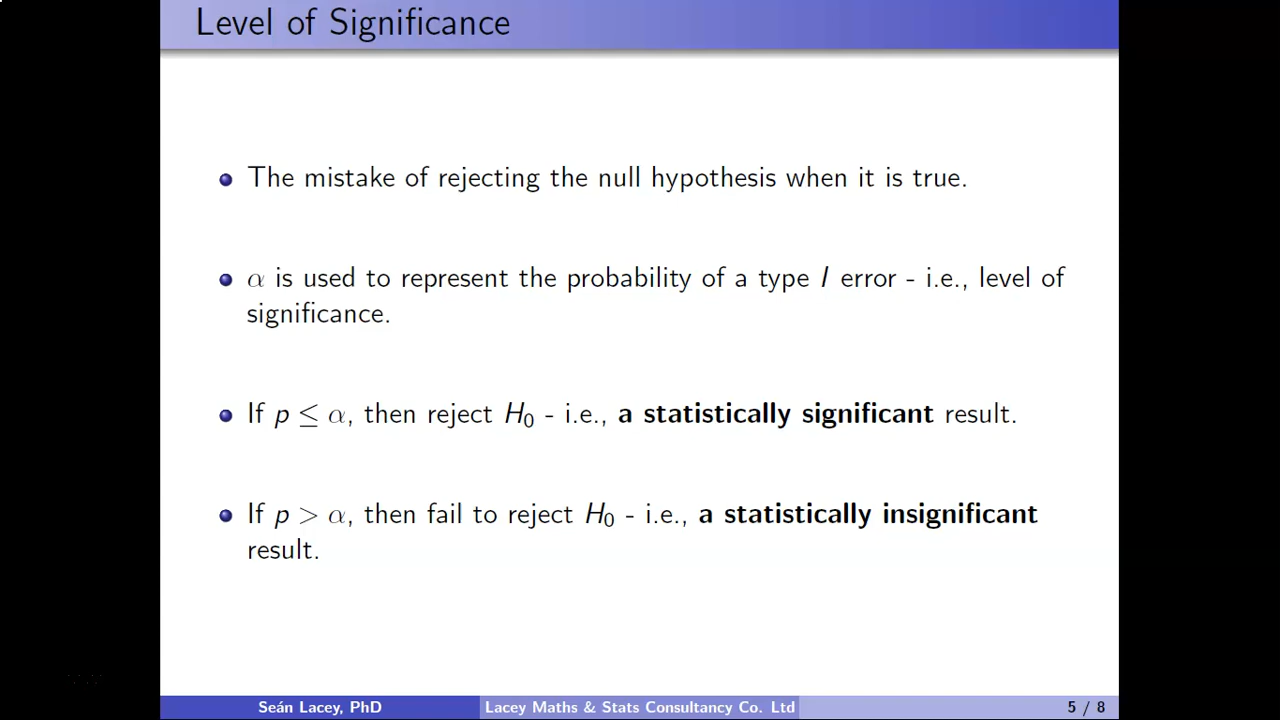 Level of Significance
The mistake of rejecting the null hypothesis when it is true.
α is used to represent the probability of a type I error - i.e., level of
significance.
If p ≤ α, then reject H₀ - i.e., a statistically significant result.
If p > α, then fail to reject H₀ - i.e., a statistically insignificant
result.
Seán Lacey, PhD
Lacey Maths & Stats Consultancy Co. Ltd
5 / 8